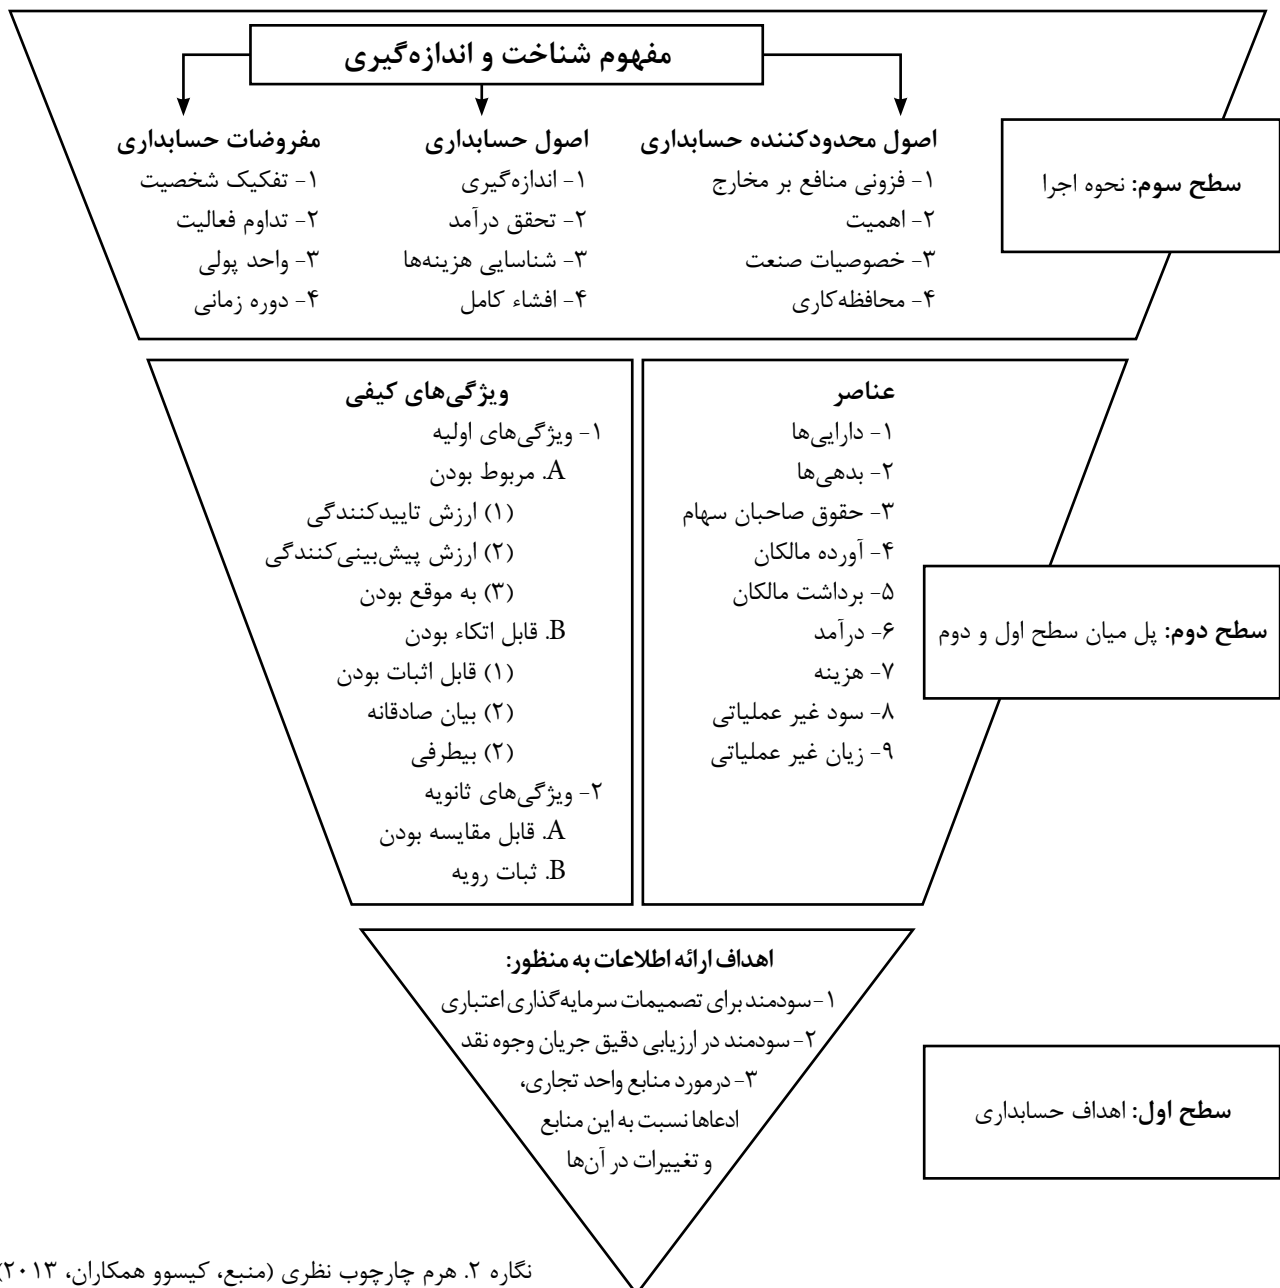 مفهوم شناخت و اندازه‌گیری
اصول محدودکننده حسابداری
۱- فزونی منافع بر مخارج
۲- اهمیت
۳- خصوصیات صنعت
۴- محافظه‌کاری
اصول حسابداری
۱- اندازه‌گیری
۲- تحقق درآمد
۳- شناسایی هزینه‌ها
۴- افشاء کامل
مفروضات حسابداری
۱- تفکیک شخصیت
۲- تداوم فعالیت
۳- واحد پولی
۴- دوره زمانی
سطح سوم: نحوه اجرا
عناصر
۱- دارایی‌ها
۲- بدهی‌ها
۳- حقوق صاحبان سهام
۴- آورده مالکان
۵- برداشت مالکان
۶- درآمد
۷- هزینه
۸- سود غیر عملیاتی
۹- زیان غیر عملیاتی
ویژگی‌های کیفی
۱- ویژگی‌های اولیه
A. مربوط بودن
(۱) ارزش تاییدکنندگی
(۲) ارزش پیش‌بینی‌کنندگی
(۳) به موقع بودن
B. قابل اتکاء بودن
(۱) قابل اثبات بودن
(۲) بیان صادقانه
(۲) بیطرفی
۲- ویژگی‌های ثانویه
A. قابل مقایسه بودن
B. ثبات رویه
سطح دوم: پل میان سطح اول و دوم
اهداف ارائه اطلاعات به منظور:
۱- سودمند برای تصمیمات سرمایه‌گذاری اعتباری
۲- سودمند در ارزیابی دقیق جریان وجوه نقد
۳- درمورد منابع واحد تجاری،
ادعاها نسبت به این منابع
و تغییرات در آن‌ها
سطح اول: اهداف حسابداری
نگاره ۲. هرم چارچوب نظری (منبع، کیسوو همکاران، ۲۰۱۳)